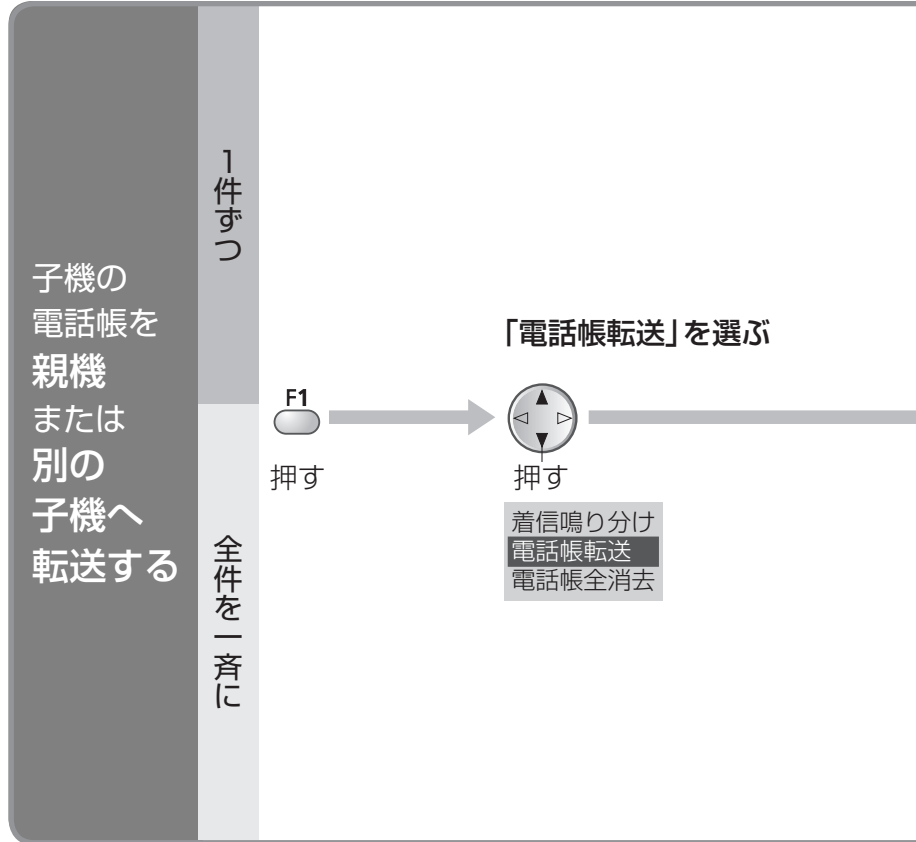 子機の
電話帳を
親機
または
別の
子機へ
転送する
1件ずつ
全件を一斉に
F1
押す
「電話帳転送」を選ぶ
押す
着信鳴り分け
電話帳転送
電話帳全消去